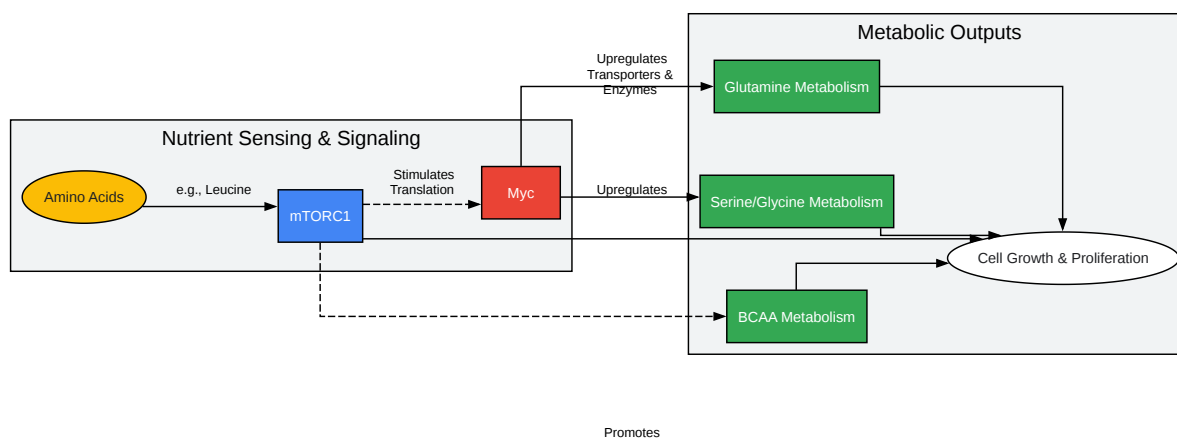 Metabolic Outputs
Upregulates
Transporters &
Enzymes
Glutamine Metabolism
Nutrient Sensing & Signaling
Amino Acids
e.g., Leucine
mTORC1
Stimulates
Translation
Myc
Upregulates
Serine/Glycine Metabolism
Cell Growth & Proliferation
BCAA Metabolism
Promotes